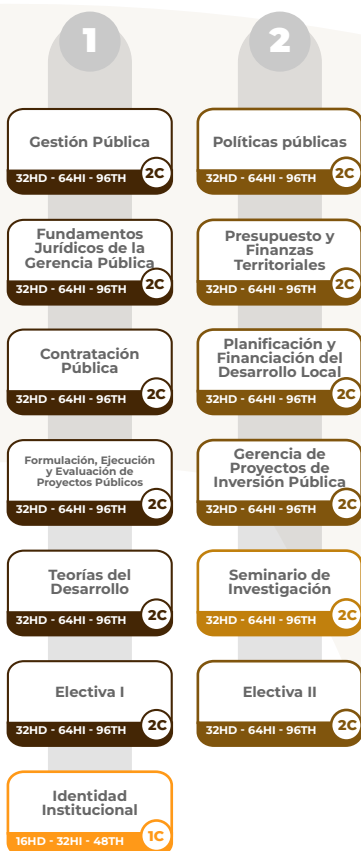 1
Gestión Pública
32HD - 64HI - 96TH
2C
Fundamentos
Jurídicos de la
Gerencia Pública
32HD - 64HI - 96TH
2C
Contratación
Pública
32HD - 64HI - 96TH
2C
Formulación, Ejecución
y Evaluación de
Proyectos Públicos
32HD - 64HI - 96TH
2C
Teorías del
Desarrollo
32HD - 64HI - 96TH
2C
Electiva I
32HD - 64HI - 96TH
2C
Identidad
Institucional
16HD - 32HI - 48TH
1C
2
Políticas públicas
32HD - 64HI - 96TH
2C
Presupuesto y
Finanzas
Territoriales
32HD - 64HI - 96TH
2C
Planificación y
Financiación del
Desarrollo Local
32HD - 64HI - 96TH
2C
Gerencia de
Proyectos de
Inversión Pública
32HD - 64HI - 96TH
2C
Seminario de
Investigación
32HD - 64HI - 96TH
2C
Electiva II
32HD - 64HI - 96TH
2C